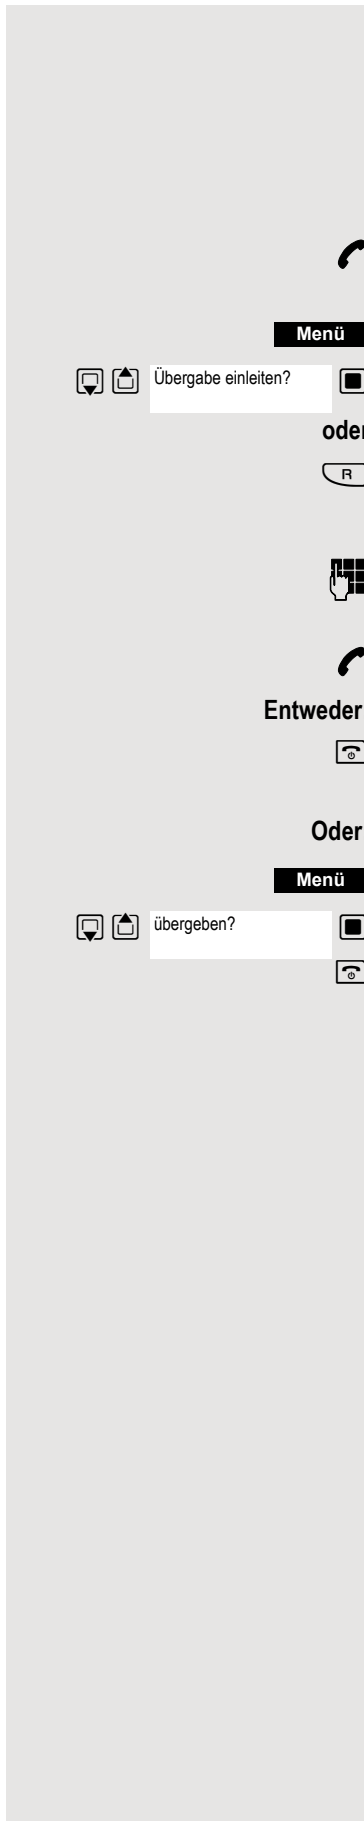 Menü
Übergabe einleiten?
oder
R
Entweder
Oder
Menü
übergeben?